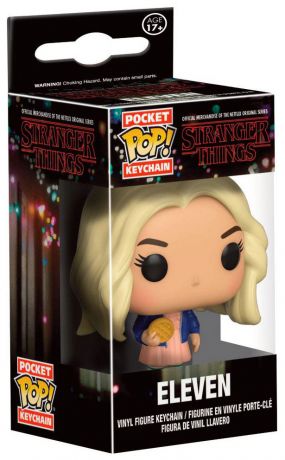 AGE
17+
WARNING: Choking Hazard. May contain small parts.
OFFICIAL MERCHANDISE OF THE NETFLIX ORIGINAL SERIES
STRANGER
THINGS
POCKET
POP!
KEYCHAIN
OFFICIAL MERCHANDISE OF THE NETFLIX ORIGINAL SERIES
STRANGER
THINGS
POCKET
POP!
KEYCHAIN
ELEVEN
VINYL FIGURE KEYCHAIN / FIGURINE EN VINYLE PORTE-CLÉ
FIGURA DE VINIL LLAVERO